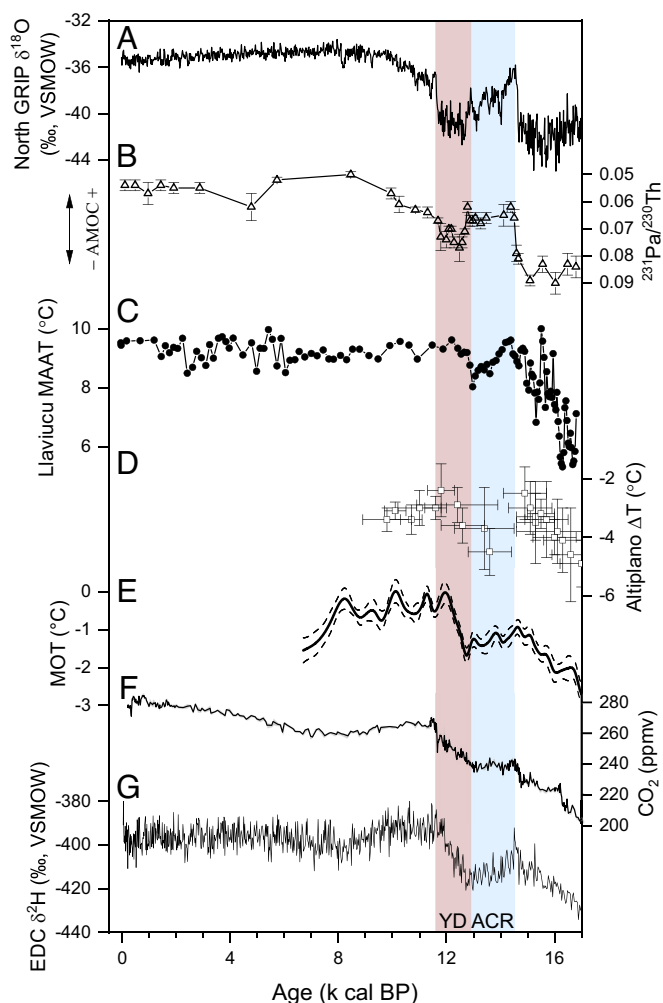 A
North GRIP δ¹⁸O
(‰, VSMOW)
-36
-40
-44
B
− AMOC +
0.05
0.06
0.07
0.08
0.09
²³¹Pa/²³⁰Th
C
Llaviucu MAAT (°C)
10
8
6
D
-2
-4
-6
Altiplano ΔT (°C)
E
MOT (°C)
0
-1
-2
-3
F
280
260
240
220
200
CO₂ (ppmv)
G
EDC δ²H (‰, VSMOW)
-380
-400
-420
-440
YD ACR
0 4 8 12 16
Age (k cal BP)